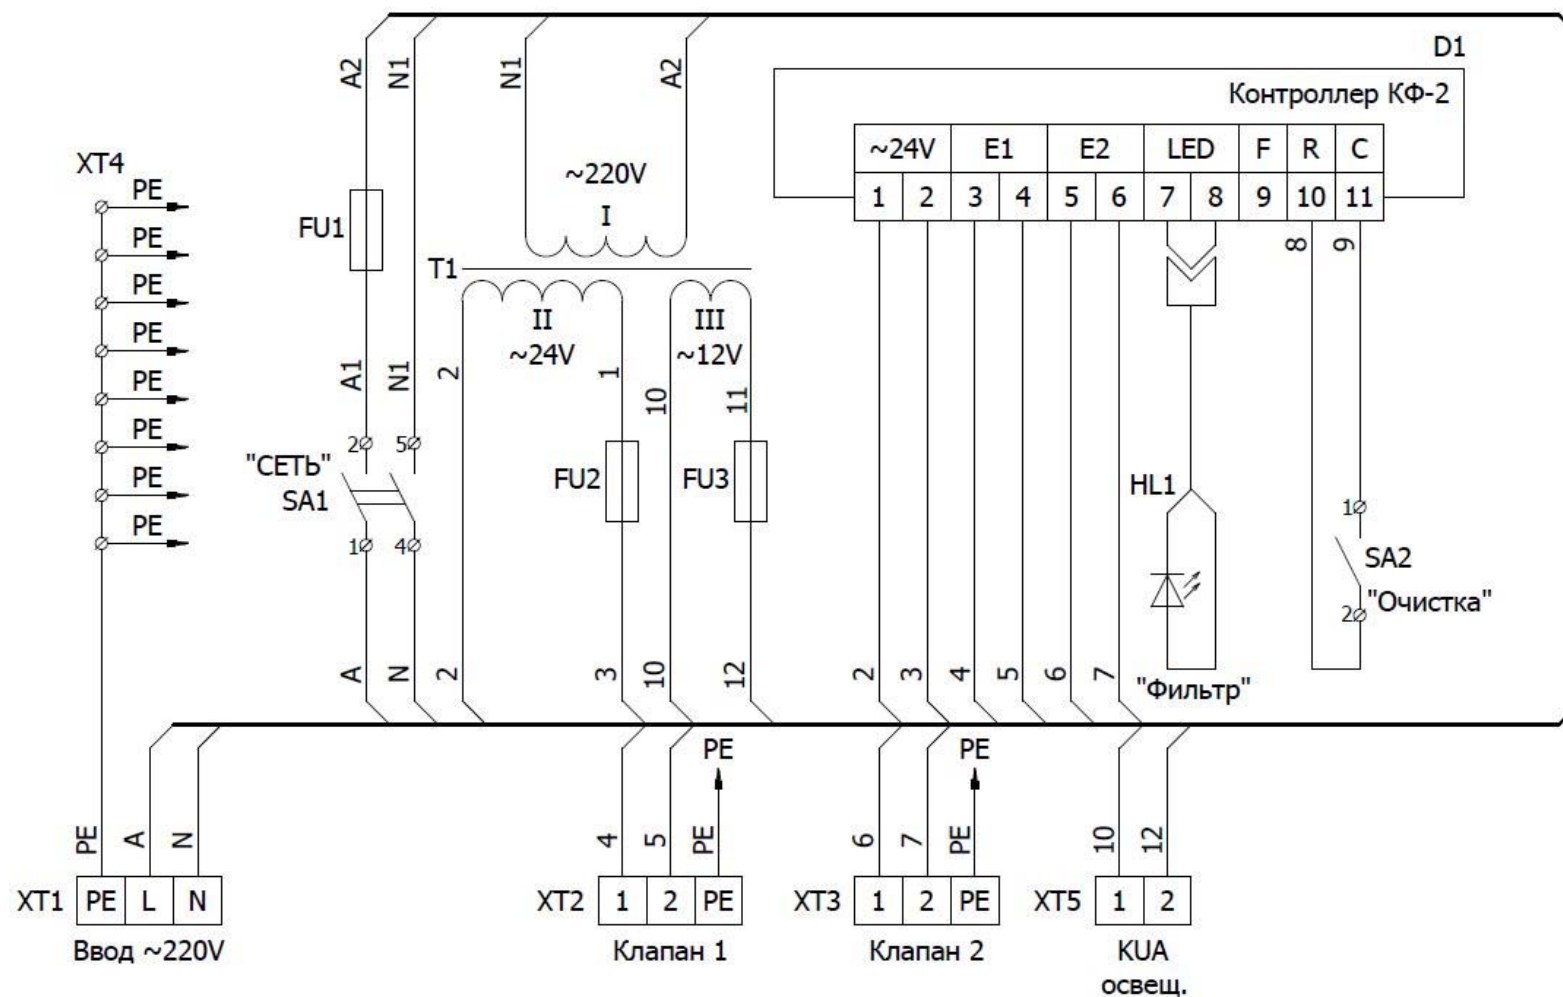 D1
Контроллер КФ-2
A2
N1
N1
A2
~24V E1 E2 LED F R C
1 2 3 4 5 6 7 8 9 10 11
XT4
PE
PE
PE
PE
PE
PE
PE
PE
~220V
I
FU1
T1
II
~24V
III
~12V
8
9
A1
N1
2
1
10
11
2
5
"СЕТЬ"
SA1
1
4
FU2
FU3
HL1
1
SA2
2
"Очистка"
"Фильтр"
A
N
2
3
10
12
2
3
4
5
6
7
PE
PE
PE
A
N
4
5
PE
6
7
PE
10
12
XT1 PE L N
XT2 1 2 PE
XT3 1 2 PE
XT5 1 2
Ввод ~220V
Клапан 1
Клапан 2
KUA
освещ.